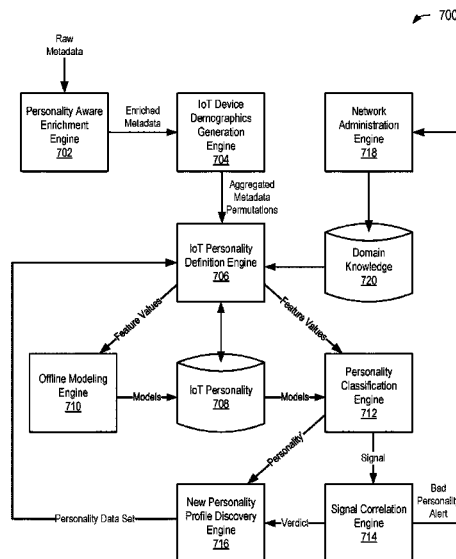 700
Raw
Metadata
Personality Aware
Enrichment
Engine
702
Enriched
Metadata
IoT Device
Demographics
Generation
Engine
704
Network
Administration
Engine
718
Aggregated
Metadata
Permutations
IoT Personality
Definition Engine
706
Domain
Knowledge
720
Feature Values
Feature Values
Offline Modeling
Engine
710
Models
IoT Personality
708
Models
Personality
Classification
Engine
712
Personality
Signal
Bad
Personality
Alert
Personality Data Set
New Personality
Profile Discovery
Engine
716
Verdict
Signal Correlation
Engine
714